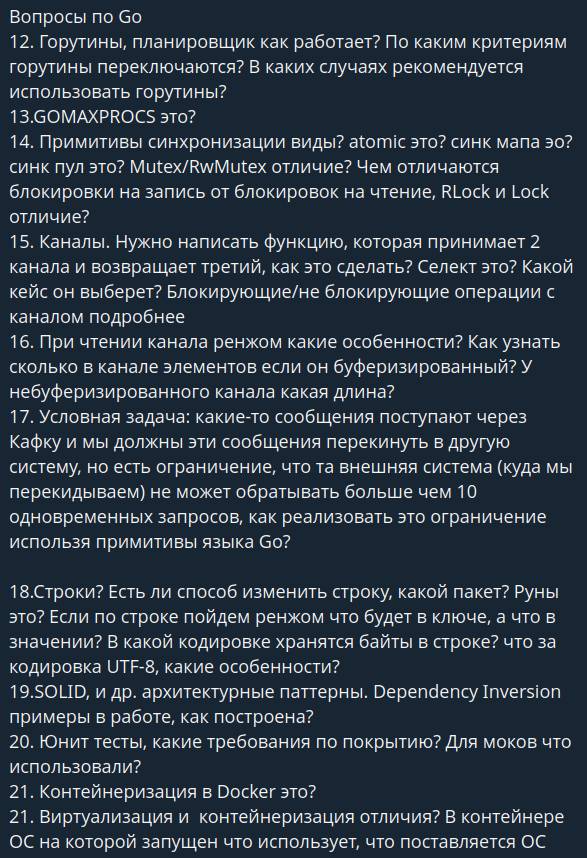 Вопросы по Go
12. Горутины, планировщик как работает? По каким критериям
горутины переключаются? В каких случаях рекомендуется
использовать горутины?
13.GOMAXPROCS это?
14. Примитивы синхронизации виды? atomic это? синк мапа эо?
синк пул это? Mutex/RwMutex отличие? Чем отличаются
блокировки на запись от блокировок на чтение, RLock и Lock
отличие?
15. Каналы. Нужно написать функцию, которая принимает 2
канала и возвращает третий, как это сделать? Селект это? Какой
кейс он выберет? Блокирующие/не блокирующие операции с
каналом подробнее
16. При чтении канала ренжом какие особенности? Как узнать
сколько в канале элементов если он буферизированный? У
небуферизированного канала какая длина?
17. Условная задача: какие-то сообщения поступают через
Кафку и мы должны эти сообщения перекинуть в другую
систему, но есть ограничение, что та внешняя система (куда мы
перекидываем) не может обратывать больше чем 10
одновременных запросов, как реализовать это ограничение
использя примитивы языка Go?
18.Строки? Есть ли способ изменить строку, какой пакет? Руны
это? Если по строке пойдем ренжом что будет в ключе, а что в
значении? В какой кодировке хранятся байты в строке? что за
кодировка UTF-8, какие особенности?
19.SOLID, и др. архитектурные паттерны. Dependency Inversion
примеры в работе, как построена?
20. Юнит тесты, какие требования по покрытию? Для моков что
использовали?
21. Контейнеризация в Docker это?
21. Виртуализация и  контейнеризация отличия? В контейнере
ОС на которой запущен что использует, что поставляется ОС